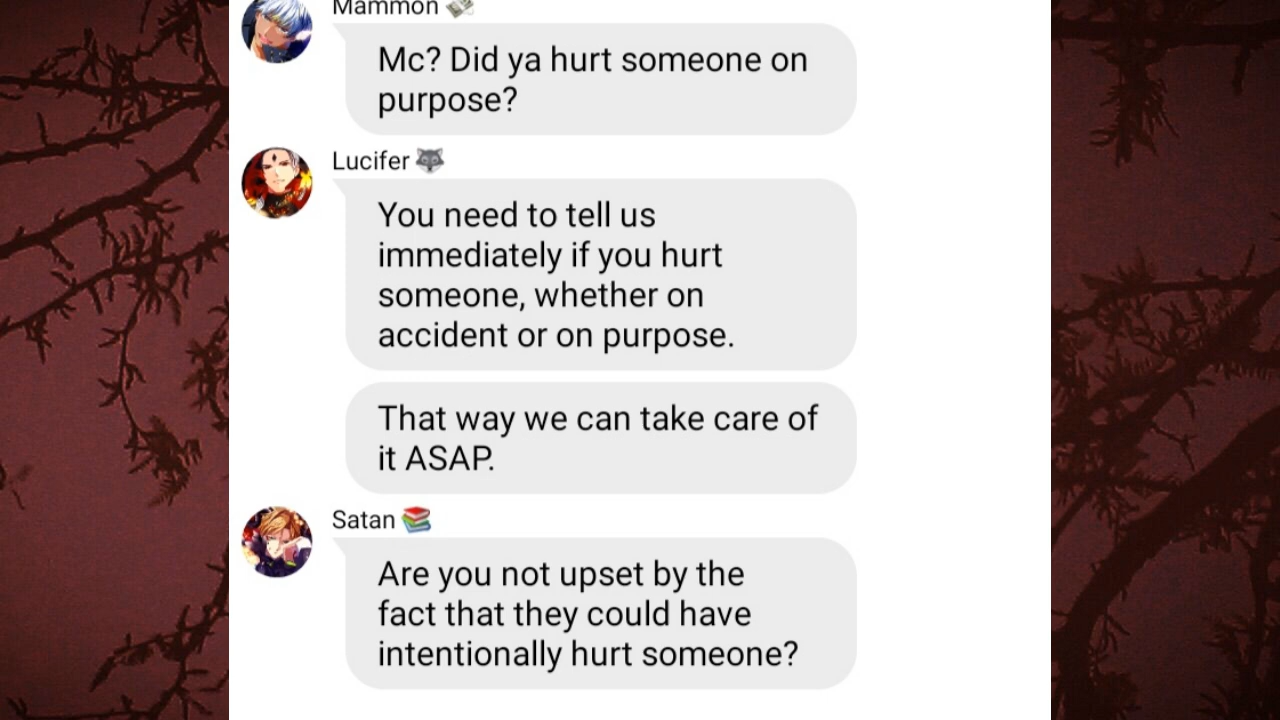 Mammon 💸
Mc? Did ya hurt someone on
purpose?
Lucifer 🐺
You need to tell us
immediately if you hurt
someone, whether on
accident or on purpose.
That way we can take care of
it ASAP.
Satan 📚
Are you not upset by the
fact that they could have
intentionally hurt someone?